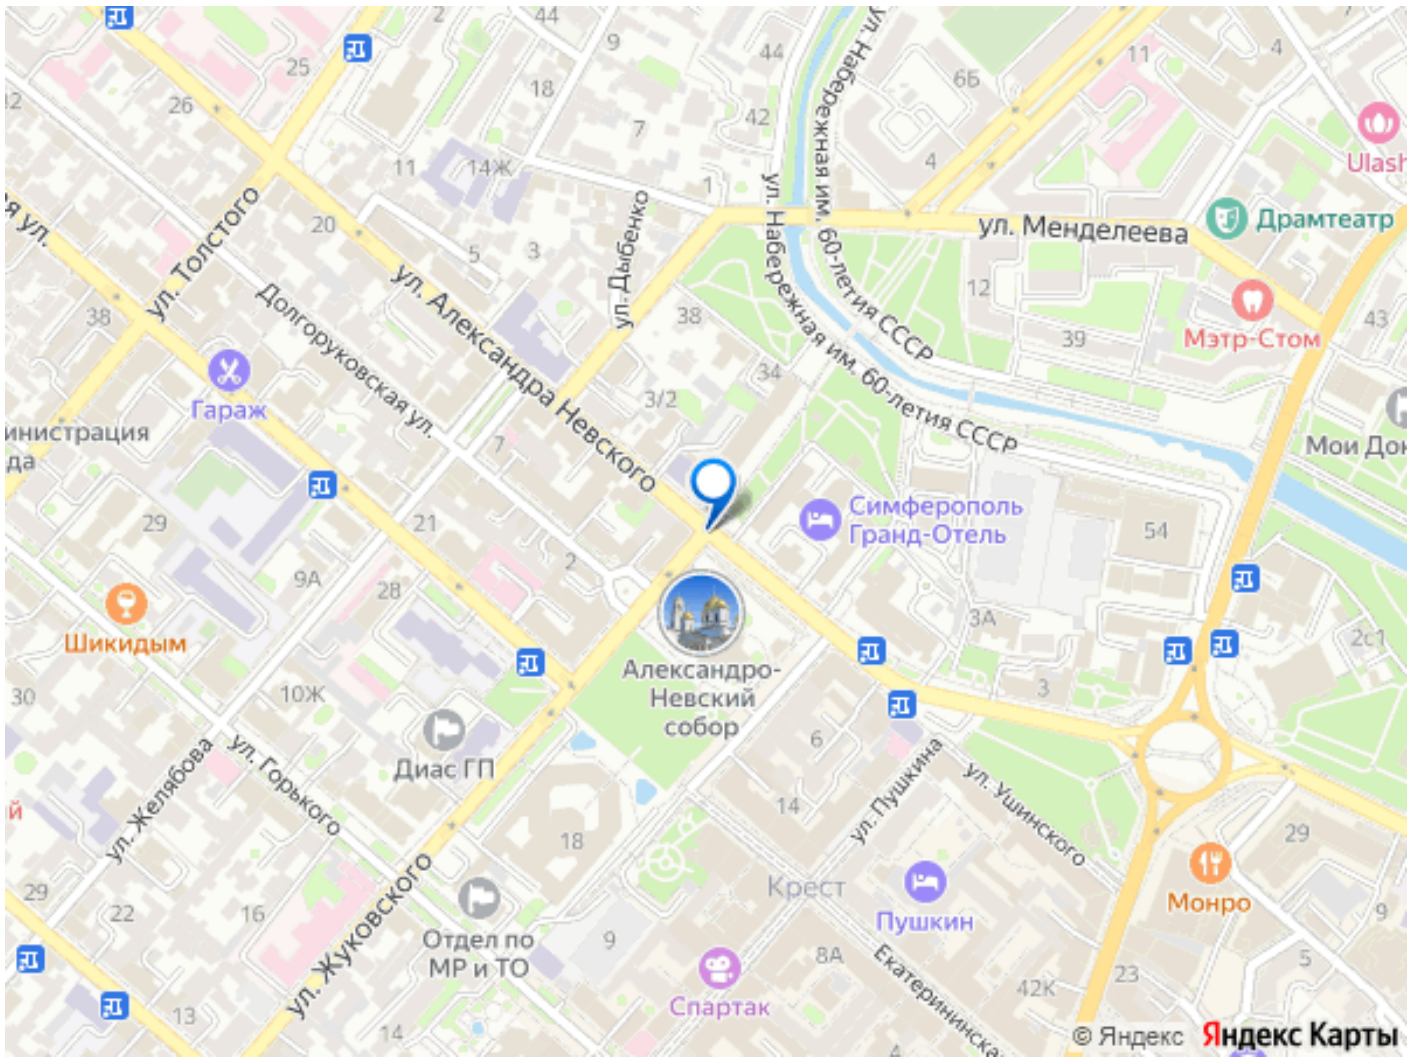 2
44
9
44
11
4
25
6Б
26
18
42
7
4
Ulash
11
14Ж
1
ул. Набережная им. 60-летия СССР
ул. Набережная им. 60-летия СССР
ул. Менделеева
Драмтеатр
ул. Толстого
20
5
3
ул. Дыбенко
12
38
38
39
43
Мэтр-Стом
ул. Александра Невского
Долгоруковская ул.
34
3/2
Гараж
7
Мои Док
29
21
Симферополь
Гранд-Отель
54
9А
28
2
Шикидым
3А
2с1
Александро-
Невский
собор
30
10Ж
3
6
Диас ГП
ул. Горького
ул. Желябова
ул. Пушкина
ул. Ушинского
14
18
29
ул. Жуковского
Крест
Пушкин
Монро
29
22
16
9
Отдел по
МР и ТО
8А
Екатерининская
9
5
23
42К
Спартак
13
14
© Яндекс Яндекс Карты